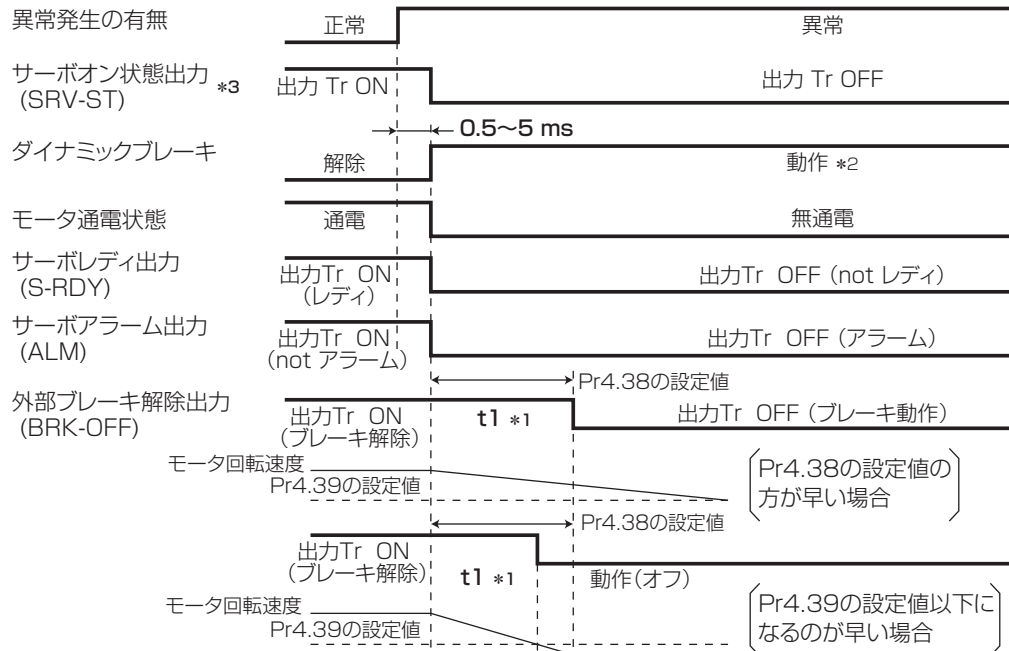 異常発生の有無 正常 異常
サーボオン状態出力 *3 出力 Tr ON 出力 Tr OFF
(SRV-ST)
0.5～5 ms
ダイナミックブレーキ 解除 動作 *2
モータ通電状態 通電 無通電
サーボレディ出力 出力Tr ON 出力Tr OFF（not レディ）
(S-RDY) （レディ）
サーボアラーム出力 出力Tr ON 出力Tr OFF（アラーム）
(ALM) （not アラーム）
Pr4.38の設定値
外部ブレーキ解除出力 出力Tr ON t1 *1 出力Tr OFF（ブレーキ動作）
(BRK-OFF) （ブレーキ解除）
モータ回転速度 Pr4.38の設定値の
Pr4.39の設定値 方が早い場合
Pr4.38の設定値
出力Tr ON
（ブレーキ解除） t1 *1 動作（オフ）
モータ回転速度 Pr4.39の設定値以下に
Pr4.39の設定値 なるのが早い場合